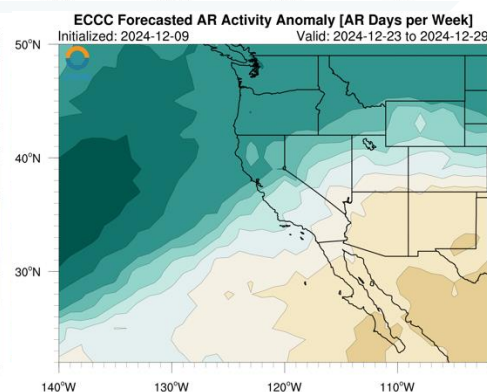 ECCC Forecasted AR Activity Anomaly [AR Days per Week]
Initialized: 2024-12-09 Valid: 2024-12-23 to 2024-12-29
50°N
40°N
30°N
140°W 130°W 120°W 110°W